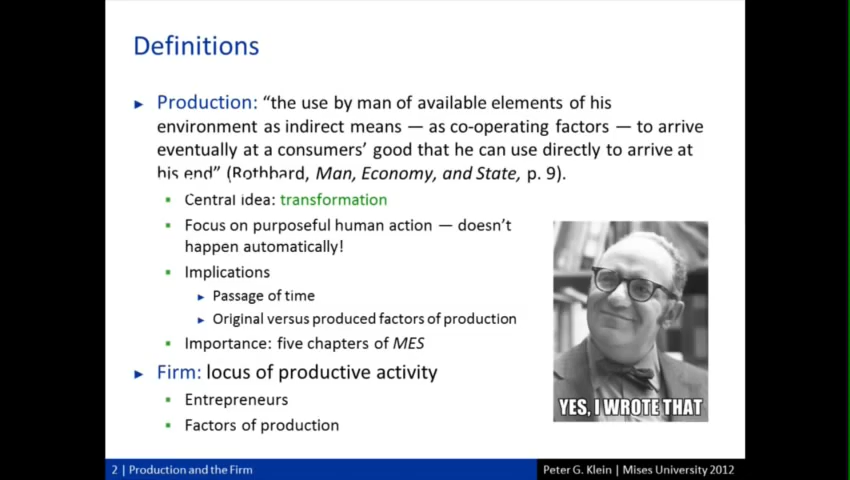 Definitions
► Production: “the use by man of available elements of his
environment as indirect means — as co-operating factors — to arrive
eventually at a consumers’ good that he can use directly to arrive at
his end” (Rothbard, Man, Economy, and State, p. 9).
▪ Central idea: transformation
▪ Focus on purposeful human action — doesn’t
happen automatically!
▪ Implications
► Passage of time
► Original versus produced factors of production
▪ Importance: five chapters of MES
► Firm: locus of productive activity
▪ Entrepreneurs
▪ Factors of production
YES, I WROTE THAT
2 | Production and the Firm
Peter G. Klein | Mises University 2012